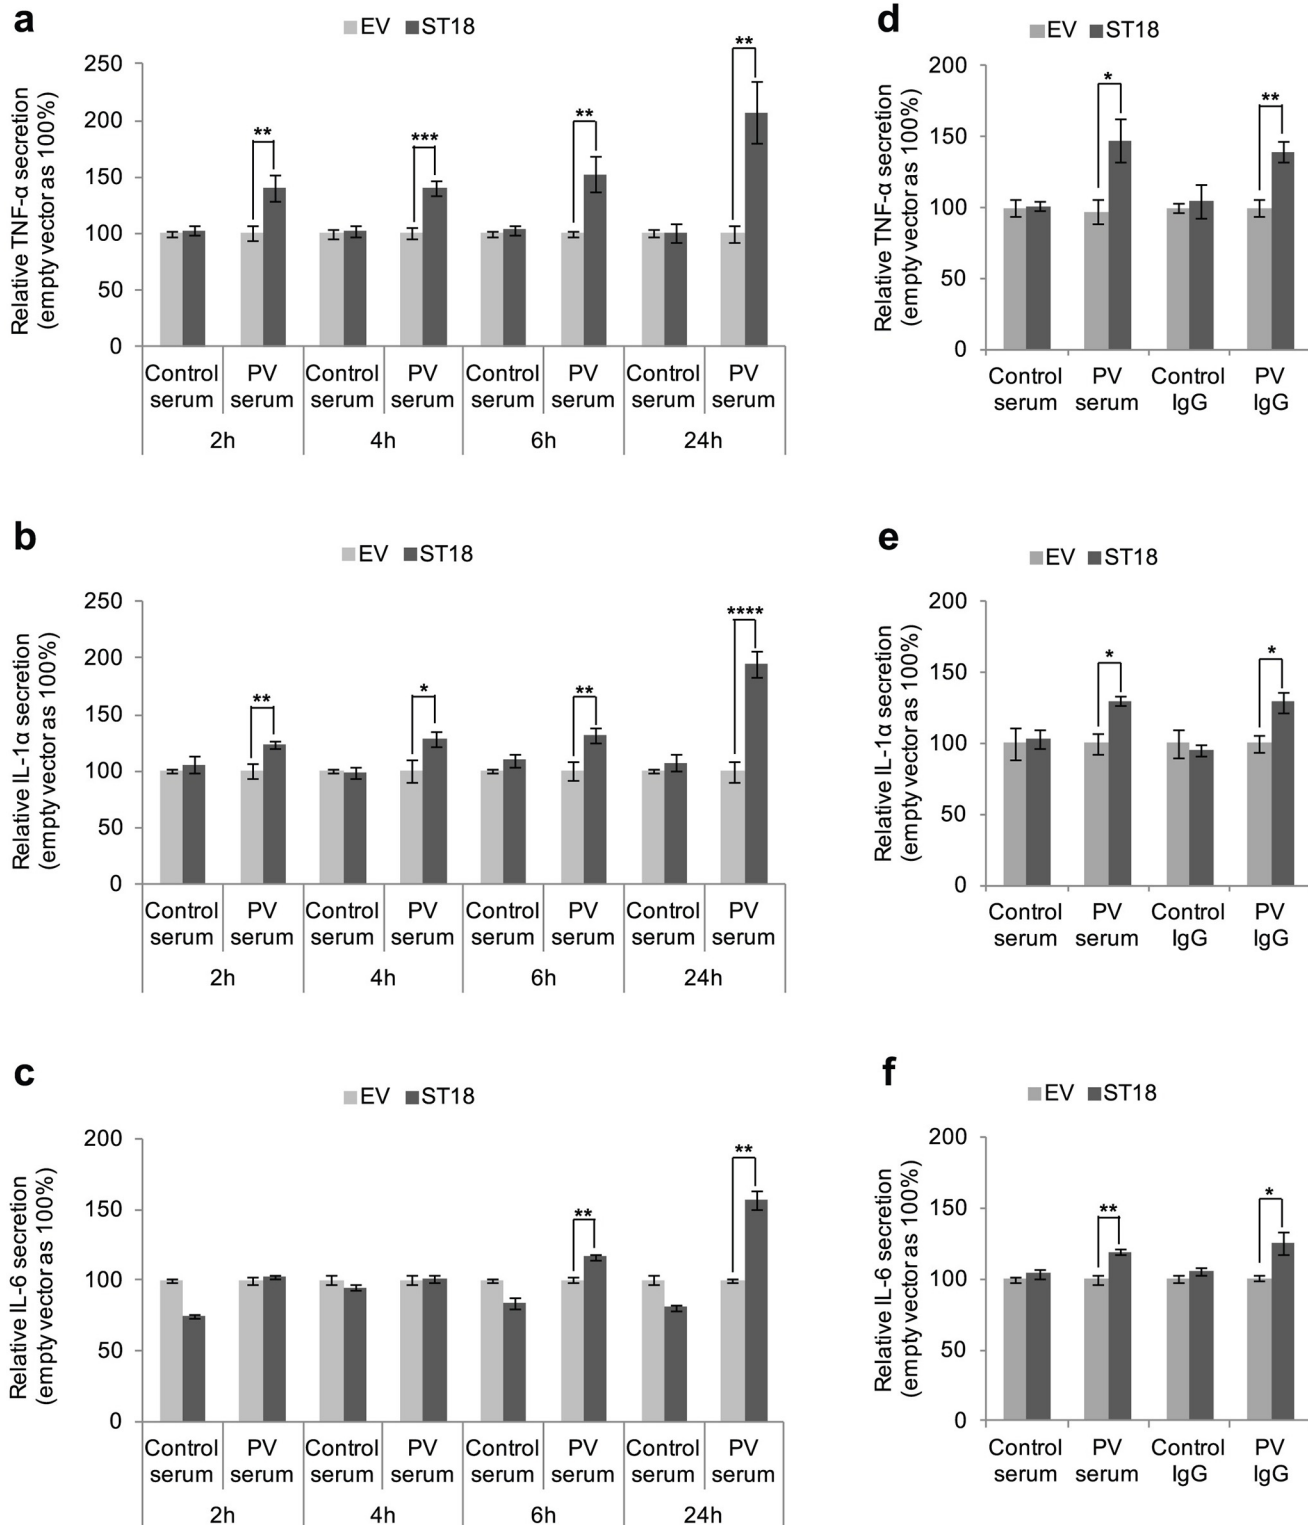 a
EV ST18
Relative TNF-α secretion
(empty vector as 100%)
250
200
150
100
50
0
**
***
**
**
Control serum
PV serum
Control serum
PV serum
Control serum
PV serum
Control serum
PV serum
2h 4h 6h 24h
d
EV ST18
Relative TNF-α secretion
(empty vector as 100%)
200
150
100
50
0
*
**
Control serum
PV serum
Control IgG
PV IgG
b
EV ST18
Relative IL-1α secretion
(empty vector as 100%)
250
200
150
100
50
0
**
*
**
****
Control serum
PV serum
Control serum
PV serum
Control serum
PV serum
Control serum
PV serum
2h 4h 6h 24h
e
EV ST18
Relative IL-1α secretion
(empty vector as 100%)
200
150
100
50
0
*
*
Control serum
PV serum
Control IgG
PV IgG
c
EV ST18
Relative IL-6 secretion
(empty vector as 100%)
200
150
100
50
0
**
**
Control serum
PV serum
Control serum
PV serum
Control serum
PV serum
Control serum
PV serum
2h 4h 6h 24h
f
EV ST18
Relative IL-6 secretion
(empty vector as 100%)
200
150
100
50
0
**
*
Control serum
PV serum
Control IgG
PV IgG